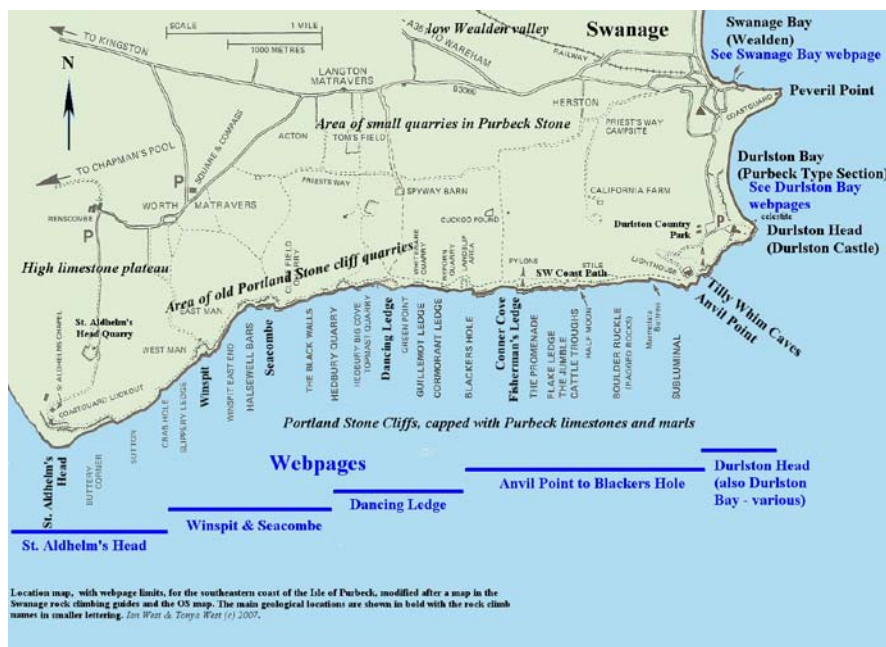 SCALE
1 MILE
1000 METRES
TO KINGSTON
N
A351 TO WAREHAM
low Wealden valley
RAILWAY
Swanage
Swanage Bay
(Wealden)
See Swanage Bay webpage
Peveril Point
COASTGUARD
LANGTON
MATRAVERS
HERSTON
ACTON
Area of small quarries in Purbeck Stone
TOM'S FIELD
PRIEST'S WAY
CAMPSITE
TO CHAPMAN'S POOL
SQUARE & COMPASS
P
PRIESTS WAY
SPYWAY BARN
CALIFORNIA FARM
Durlston Bay
(Purbeck Type Section)
See Durlston Bay
webpages
celestite
RENSCOMBE
WORTH MATRAVERS
P
CUCKOO POUND
Durlston Country
Park
P
Durlston Head
(Durlston Castle)
High limestone plateau
Area of old Portland Stone cliff quarries
QUARRY
QUARRY
QUARRY
LANDSLIP
AREA
PYLONS
SW Coast Path
STILE
LIGHTHOUSE
Tilly Whim Caves
Anvil Point
St. Aldhelm's
Head Quarry
ST ALDHELMS CHAPEL
COASTGUARD LOOKOUT
EAST MAN
WEST MAN
St. Aldhelm's
Head
BUTTERY
CORNER
SUTTON
CRAB HOLE
SLIPPERY LEDGE
Winspit
WINSPIT EAST END
HALSEWELL BARS
Seacombe
THE BLACK WALLS
HEDBURY QUARRY
HEDBURY BIG COVE
TOPMAST QUARRY
Dancing Ledge
GREEN POINT
GUILLEMOT LEDGE
CORMORANT LEDGE
BLACKERS HOLE
Conner Cove
Fisherman's Ledge
THE PROMENADE
FLAKE LEDGE
THE JUMBLE
CATTLE TROUGHS
HALF MOON
BOULDER RUCKLE
(RAGGED ROCKS)
SUBLUMINAL
Portland Stone Cliffs, capped with Purbeck limestones and marls
Webpages
St. Aldhelm's Head
Winspit & Seacombe
Dancing Ledge
Anvil Point to Blackers Hole
Durlston Head
(also Durlston
Bay - various)
Location map, with webpage limits, for the southeastern coast of the Isle of Purbeck, modified after a map in the
Swanage rock climbing guides and the OS map. The main geological locations are shown in bold with the rock climb
names in smaller lettering. Ian West & Tonya West (c) 2007.